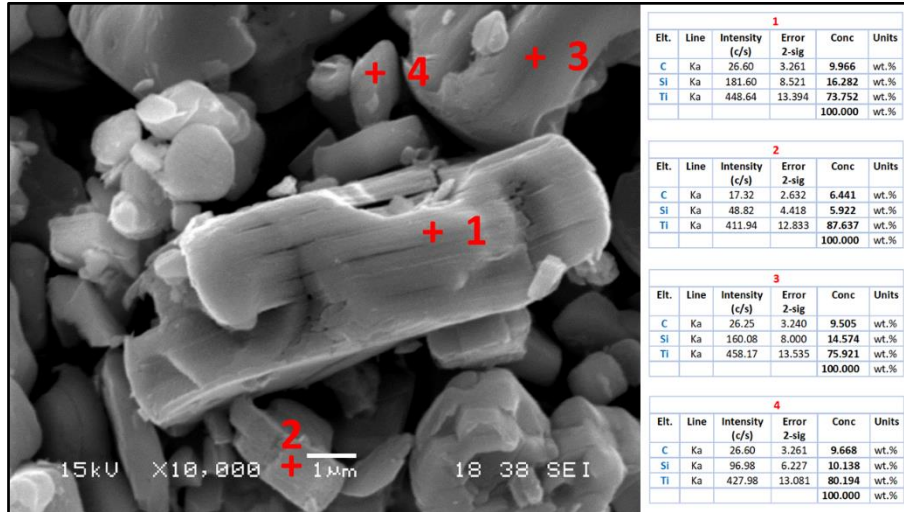 + 3
+ 4
+ 1
2
+
15kV X10,000 1µm 18 38 SEI
1
Elt. Line Intensity (c/s) Error 2-sig Conc Units
C Ka 26.60 3.261 9.966 wt.%
Si Ka 181.60 8.521 16.282 wt.%
Ti Ka 448.64 13.394 73.752 wt.%
100.000 wt.%
2
Elt. Line Intensity (c/s) Error 2-sig Conc Units
C Ka 17.32 2.632 6.441 wt.%
Si Ka 48.82 4.418 5.922 wt.%
Ti Ka 411.94 12.833 87.637 wt.%
100.000 wt.%
3
Elt. Line Intensity (c/s) Error 2-sig Conc Units
C Ka 26.25 3.240 9.505 wt.%
Si Ka 160.08 8.000 14.574 wt.%
Ti Ka 458.17 13.535 75.921 wt.%
100.000 wt.%
4
Elt. Line Intensity (c/s) Error 2-sig Conc Units
C Ka 26.60 3.261 9.668 wt.%
Si Ka 96.98 6.227 10.138 wt.%
Ti Ka 427.98 13.081 80.194 wt.%
100.000 wt.%